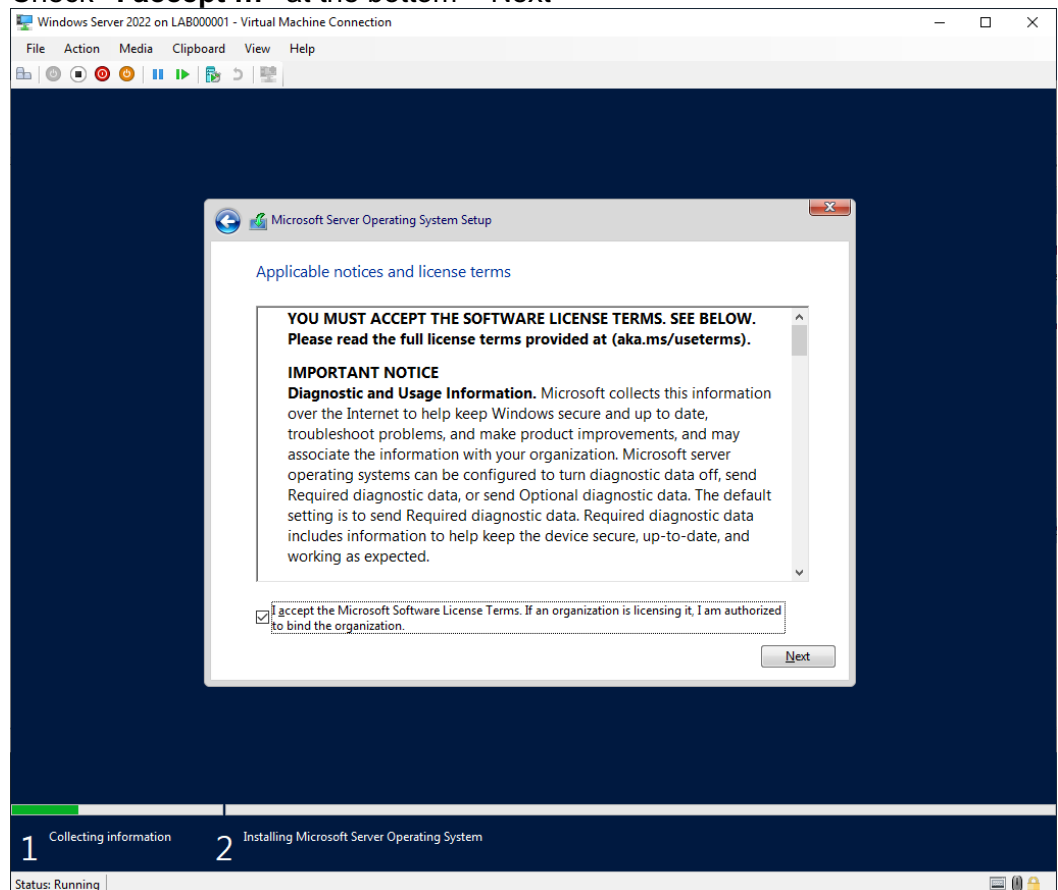 Check "I accept ..." at the bottom – Next
Windows Server 2022 on LAB000001 - Virtual Machine Connection
File Action Media Clipboard View Help
Microsoft Server Operating System Setup
Applicable notices and license terms
YOU MUST ACCEPT THE SOFTWARE LICENSE TERMS. SEE BELOW.
Please read the full license terms provided at (aka.ms/useterms).
IMPORTANT NOTICE
Diagnostic and Usage Information. Microsoft collects this information
over the Internet to help keep Windows secure and up to date,
troubleshoot problems, and make product improvements, and may
associate the information with your organization. Microsoft server
operating systems can be configured to turn diagnostic data off, send
Required diagnostic data, or send Optional diagnostic data. The default
setting is to send Required diagnostic data. Required diagnostic data
includes information to help keep the device secure, up-to-date, and
working as expected.
I accept the Microsoft Software License Terms. If an organization is licensing it, I am authorized
to bind the organization.
Next
1 Collecting information 2 Installing Microsoft Server Operating System
Status: Running